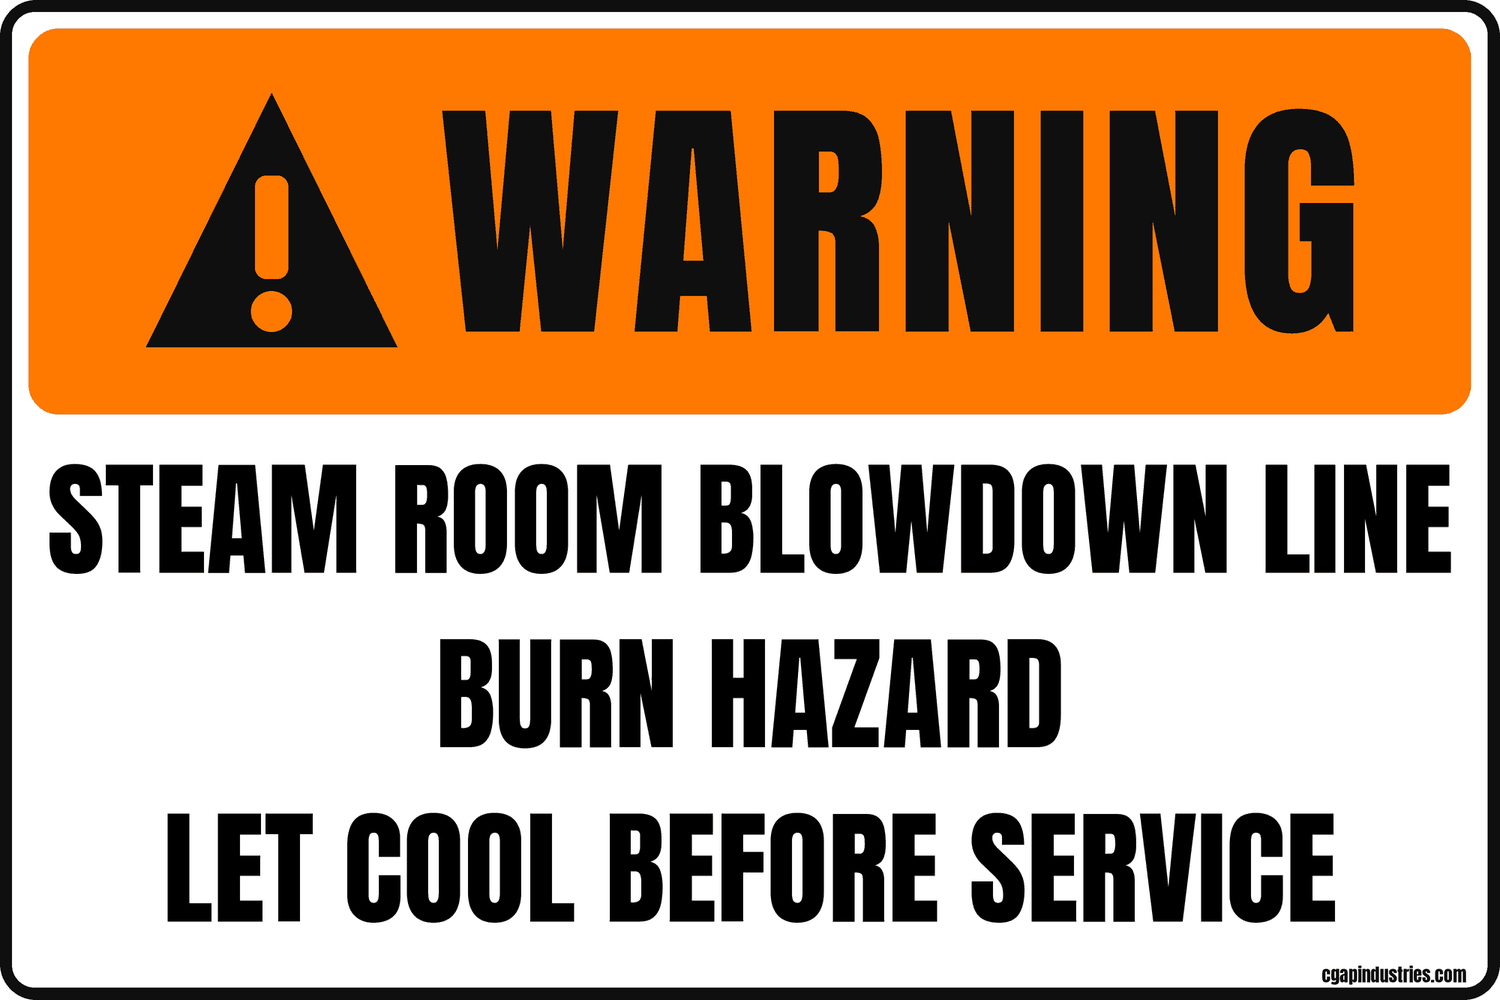 WARNING
STEAM ROOM BLOWDOWN LINE
BURN HAZARD
LET COOL BEFORE SERVICE
cgapindustries.com